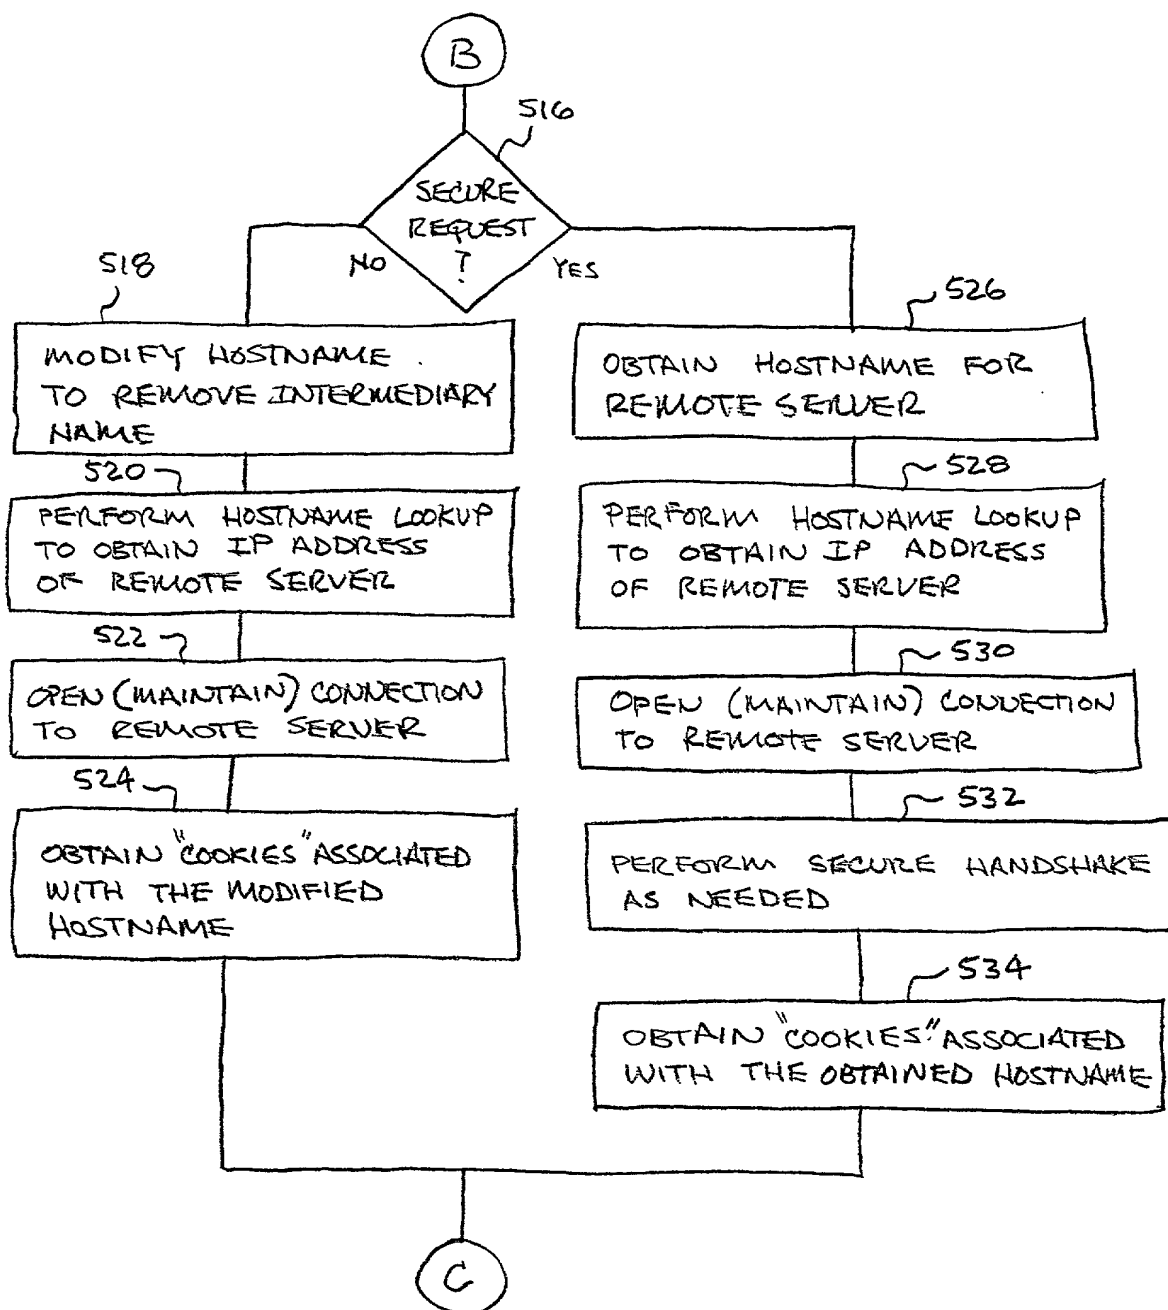 B
516
SECURE
REQUEST
?
NO
YES
518
MODIFY HOSTNAME
TO REMOVE INTERMEDIARY
NAME
520
PERFORM HOSTNAME LOOKUP
TO OBTAIN IP ADDRESS
OF REMOTE SERVER
522
OPEN (MAINTAIN) CONNECTION
TO REMOTE SERVER
524
OBTAIN "COOKIES" ASSOCIATED
WITH THE MODIFIED
HOSTNAME
526
OBTAIN HOSTNAME FOR
REMOTE SERVER
528
PERFORM HOSTNAME LOOKUP
TO OBTAIN IP ADDRESS
OF REMOTE SERVER
530
OPEN (MAINTAIN) CONNECTION
TO REMOTE SERVER
532
PERFORM SECURE HANDSHAKE
AS NEEDED
534
OBTAIN "COOKIES" ASSOCIATED
WITH THE OBTAINED HOSTNAME
C